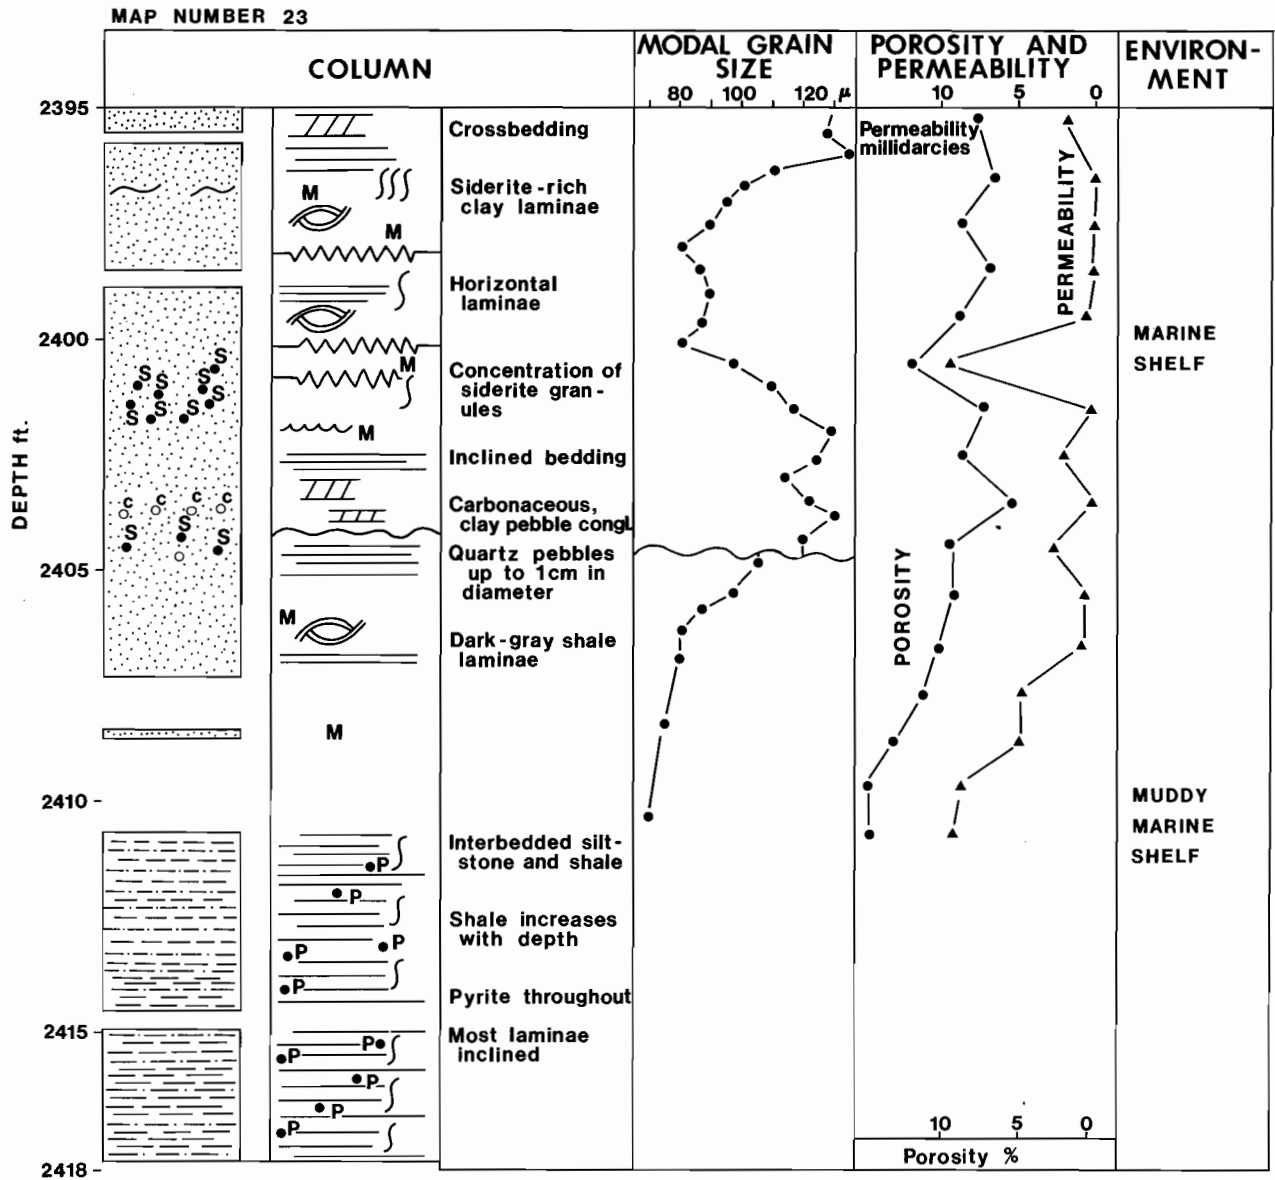 MAP NUMBER 23
COLUMN
MODAL GRAIN
SIZE
80 100 120 μ
POROSITY AND
PERMEABILITY
10 5 0
ENVIRON-
MENT
DEPTH ft.
2395
2400
2405
2410
2415
2418
S
S
S
S
S
S
S
S
c
c
c
c
S
S
S
M
M
M
M
M
M
P
P
P
P
P
P
P
P
P
P
Crossbedding
Siderite-rich
clay laminae
Horizontal
laminae
Concentration of
siderite gran-
ules
Inclined bedding
Carbonaceous,
clay pebble congl.
Quartz pebbles
up to 1cm in
diameter
Dark-gray shale
laminae
Interbedded silt-
stone and shale
Shale increases
with depth
Pyrite throughout
Most laminae
inclined
Permeability
millidarcies
PERMEABILITY
POROSITY
10 5 0
Porosity %
MARINE
SHELF
MUDDY
MARINE
SHELF